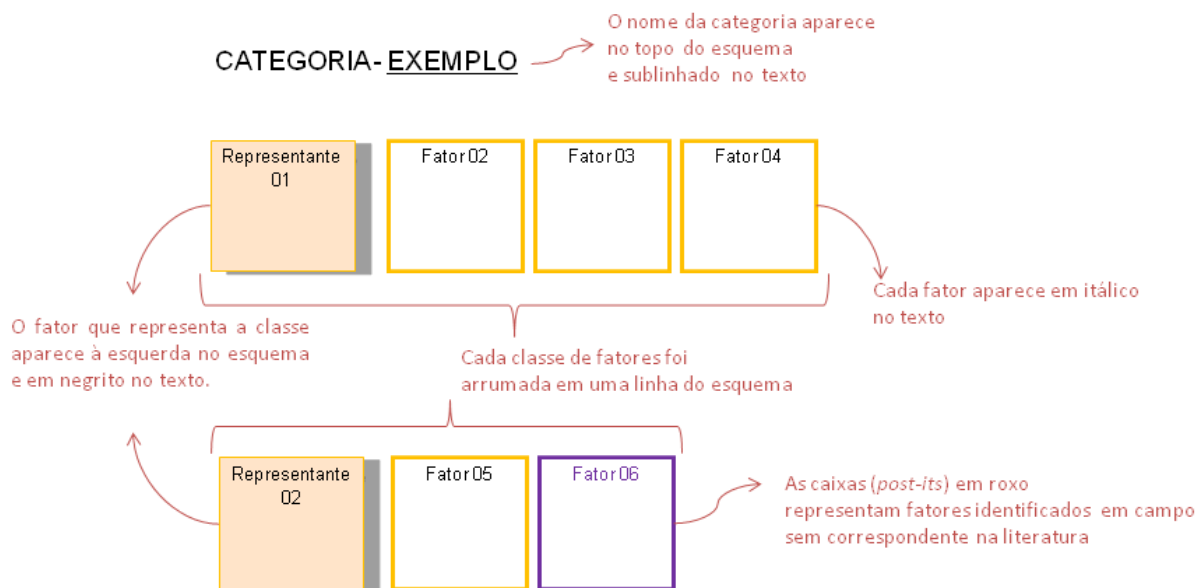 O nome da categoria aparece
no topo do esquema
e sublinhado no texto
CATEGORIA- EXEMPLO
Representante
01
Fator 02
Fator 03
Fator 04
Cada fator aparece em itálico
no texto
O fator que representa a classe
aparece à esquerda no esquema
e em negrito no texto.
Cada classe de fatores foi
arrumada em uma linha do esquema
Representante
02
Fator 05
Fator 06
As caixas (post-its) em roxo
representam fatores identificados em campo
sem correspondente na literatura